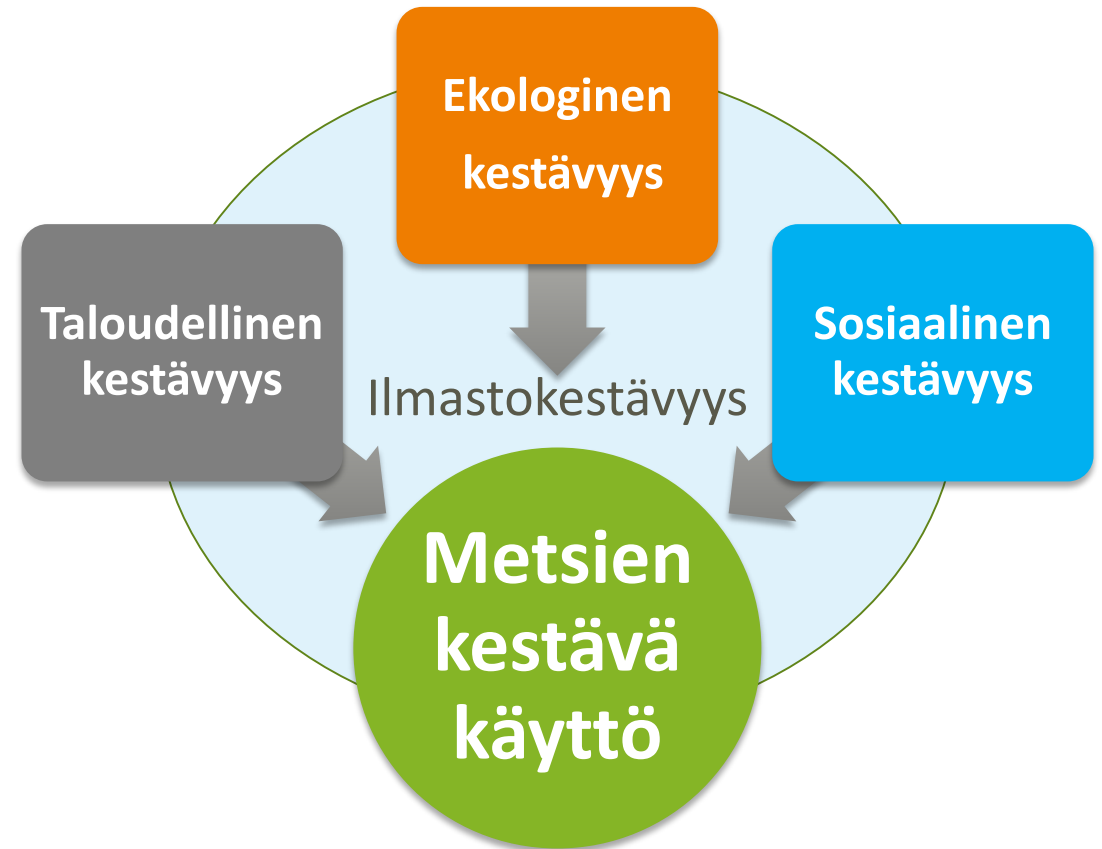 Ekologinen
kestävyys
Taloudellinen
kestävyys
Sosiaalinen
kestävyys
Ilmastokestävyys
Metsien
kestävä
käyttö